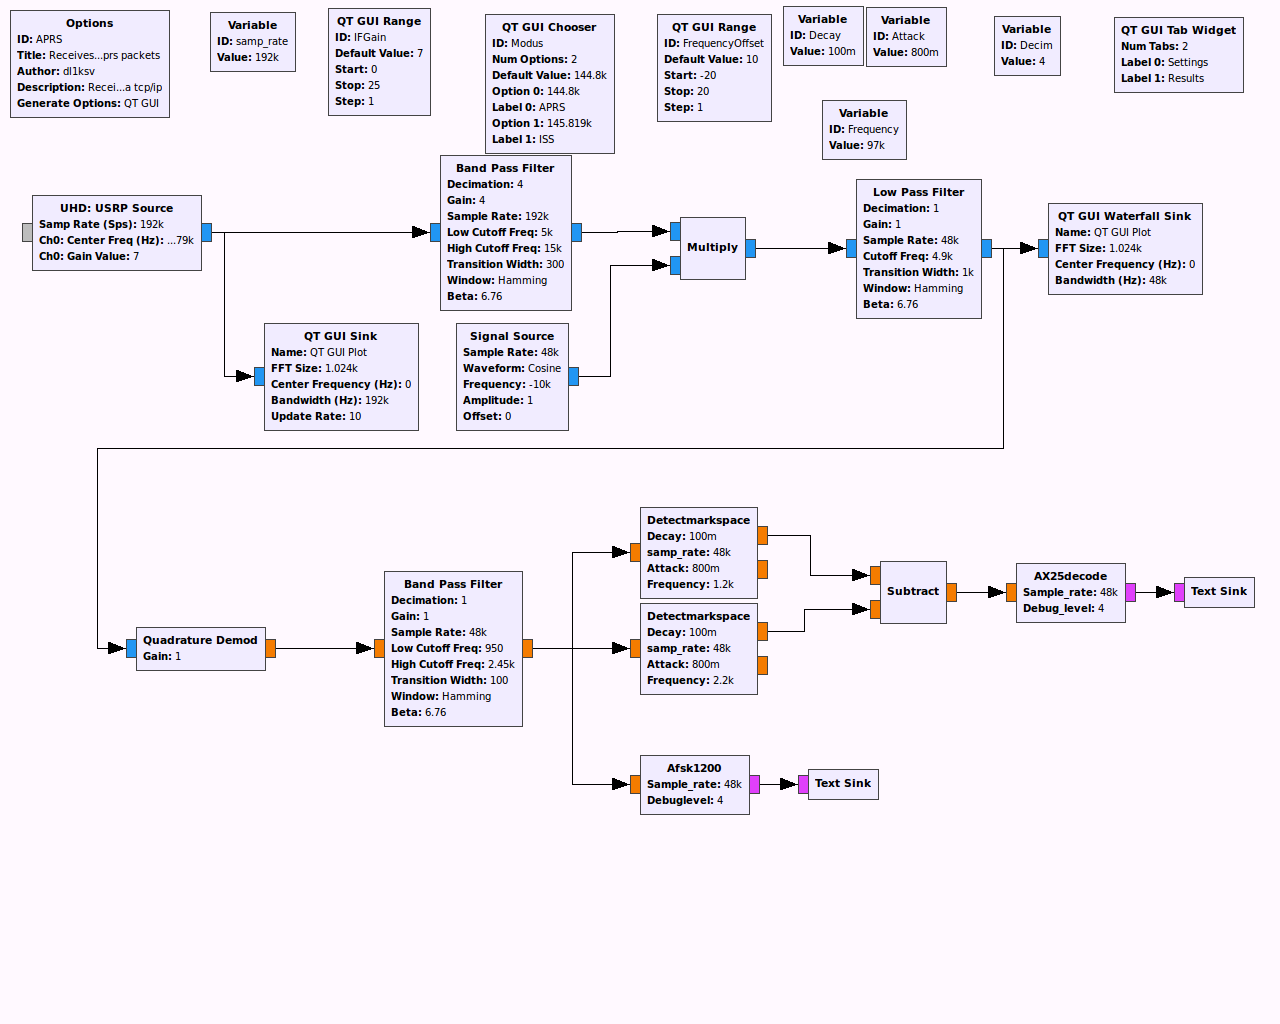 Options
ID: APRS
Title: Receives...prs packets
Author: dl1ksv
Description: Recei...a tcp/ip
Generate Options: QT GUI
Variable
ID: samp_rate
Value: 192k
QT GUI Range
ID: IFGain
Default Value: 7
Start: 0
Stop: 25
Step: 1
QT GUI Chooser
ID: Modus
Num Options: 2
Default Value: 144.8k
Option 0: 144.8k
Label 0: APRS
Option 1: 145.819k
Label 1: ISS
QT GUI Range
ID: FrequencyOffset
Default Value: 10
Start: -20
Stop: 20
Step: 1
Variable
ID: Decay
Value: 100m
Variable
ID: Attack
Value: 800m
Variable
ID: Decim
Value: 4
QT GUI Tab Widget
Num Tabs: 2
Label 0: Settings
Label 1: Results
Variable
ID: Frequency
Value: 97k
UHD: USRP Source
Samp Rate (Sps): 192k
Ch0: Center Freq (Hz): ...79k
Ch0: Gain Value: 7
Band Pass Filter
Decimation: 4
Gain: 4
Sample Rate: 192k
Low Cutoff Freq: 5k
High Cutoff Freq: 15k
Transition Width: 300
Window: Hamming
Beta: 6.76
Multiply
Low Pass Filter
Decimation: 1
Gain: 1
Sample Rate: 48k
Cutoff Freq: 4.9k
Transition Width: 1k
Window: Hamming
Beta: 6.76
QT GUI Waterfall Sink
Name: QT GUI Plot
FFT Size: 1.024k
Center Frequency (Hz): 0
Bandwidth (Hz): 48k
QT GUI Sink
Name: QT GUI Plot
FFT Size: 1.024k
Center Frequency (Hz): 0
Bandwidth (Hz): 192k
Update Rate: 10
Signal Source
Sample Rate: 48k
Waveform: Cosine
Frequency: -10k
Amplitude: 1
Offset: 0
Quadrature Demod
Gain: 1
Band Pass Filter
Decimation: 1
Gain: 1
Sample Rate: 48k
Low Cutoff Freq: 950
High Cutoff Freq: 2.45k
Transition Width: 100
Window: Hamming
Beta: 6.76
Detectmarkspace
Decay: 100m
samp_rate: 48k
Attack: 800m
Frequency: 1.2k
Detectmarkspace
Decay: 100m
samp_rate: 48k
Attack: 800m
Frequency: 2.2k
Subtract
AX25decode
Sample_rate: 48k
Debug_level: 4
Text Sink
Afsk1200
Sample_rate: 48k
Debuglevel: 4
Text Sink